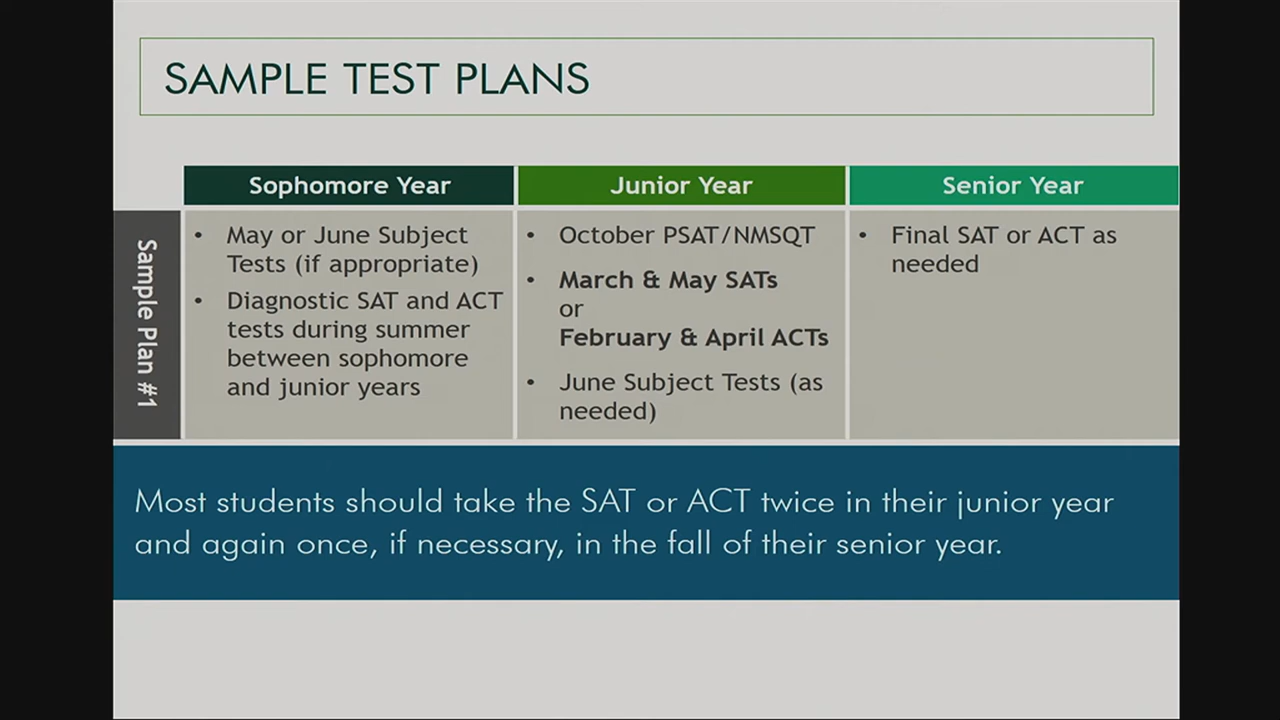 SAMPLE TEST PLANS
Sophomore Year
Junior Year
Senior Year
Sample Plan #1
• May or June Subject
Tests (if appropriate)
• Diagnostic SAT and ACT
tests during summer
between sophomore
and junior years
• October PSAT/NMSQT
• March & May SATs
or
February & April ACTs
• June Subject Tests (as
needed)
• Final SAT or ACT as
needed
Most students should take the SAT or ACT twice in their junior year
and again once, if necessary, in the fall of their senior year.